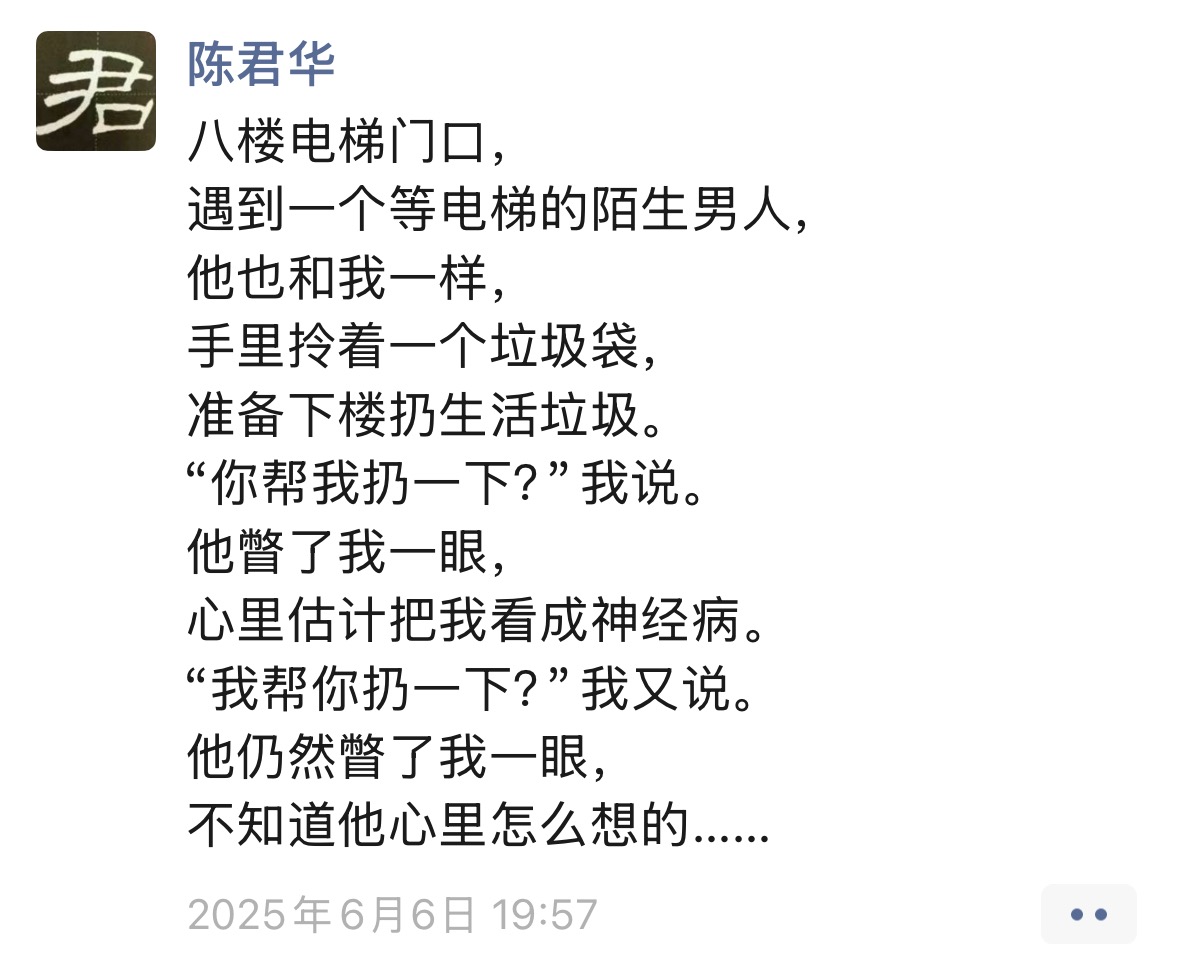 君
陈君华
八楼电梯门口，
遇到一个等电梯的陌生男人，
他也和我一样，
手里拎着一个垃圾袋，
准备下楼扔生活垃圾。
“你帮我扔一下？”我说。
他瞥了我一眼，
心里估计把我看成神经病。
“我帮你扔一下？”我又说。
他仍然瞥了我一眼，
不知道他心里怎么想的……
2025年6月6日 19:57